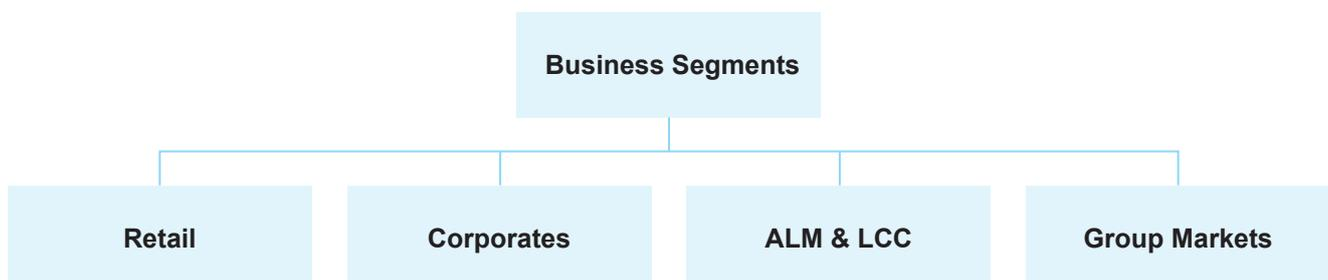 Business Segments
Retail
Corporates
ALM & LCC
Group Markets